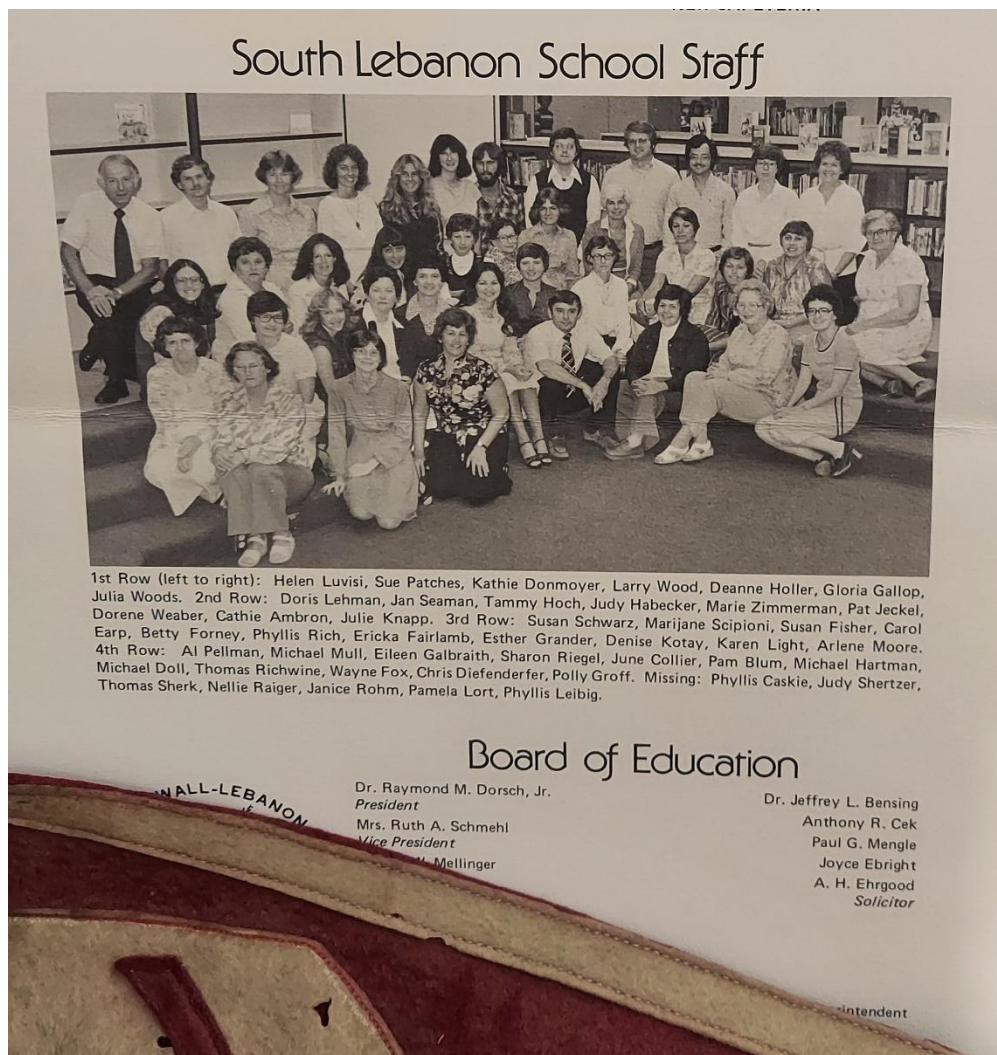 South Lebanon School Staff
1st Row (left to right): Helen Luvisi, Sue Patches, Kathie Donmoyer, Larry Wood, Deanne Holler, Gloria Gallop,
Julia Woods. 2nd Row: Doris Lehman, Jan Seaman, Tammy Hoch, Judy Habecker, Marie Zimmerman, Pat Jeckel,
Dorene Weaber, Cathie Ambron, Julie Knapp. 3rd Row: Susan Schwarz, Marijane Scipioni, Susan Fisher, Carol
Earp, Betty Forney, Phyllis Rich, Ericka Fairlamb, Esther Grander, Denise Kotay, Karen Light, Arlene Moore.
4th Row: Al Pellman, Michael Mull, Eileen Galbraith, Sharon Riegel, June Collier, Pam Blum, Michael Hartman,
Michael Doll, Thomas Richwine, Wayne Fox, Chris Diefenderfer, Polly Groff. Missing: Phyllis Caskie, Judy Shertzer,
Thomas Sherk, Nellie Raiger, Janice Rohm, Pamela Lort, Phyllis Leibig.
Board of Education
WALL-LEBANON
Dr. Raymond M. Dorsch, Jr.
President
Mrs. Ruth A. Schmehl
Vice President
Mellinger
Dr. Jeffrey L. Bensing
Anthony R. Cek
Paul G. Mengle
Joyce Ebright
A. H. Ehrgood
Solicitor
intendent